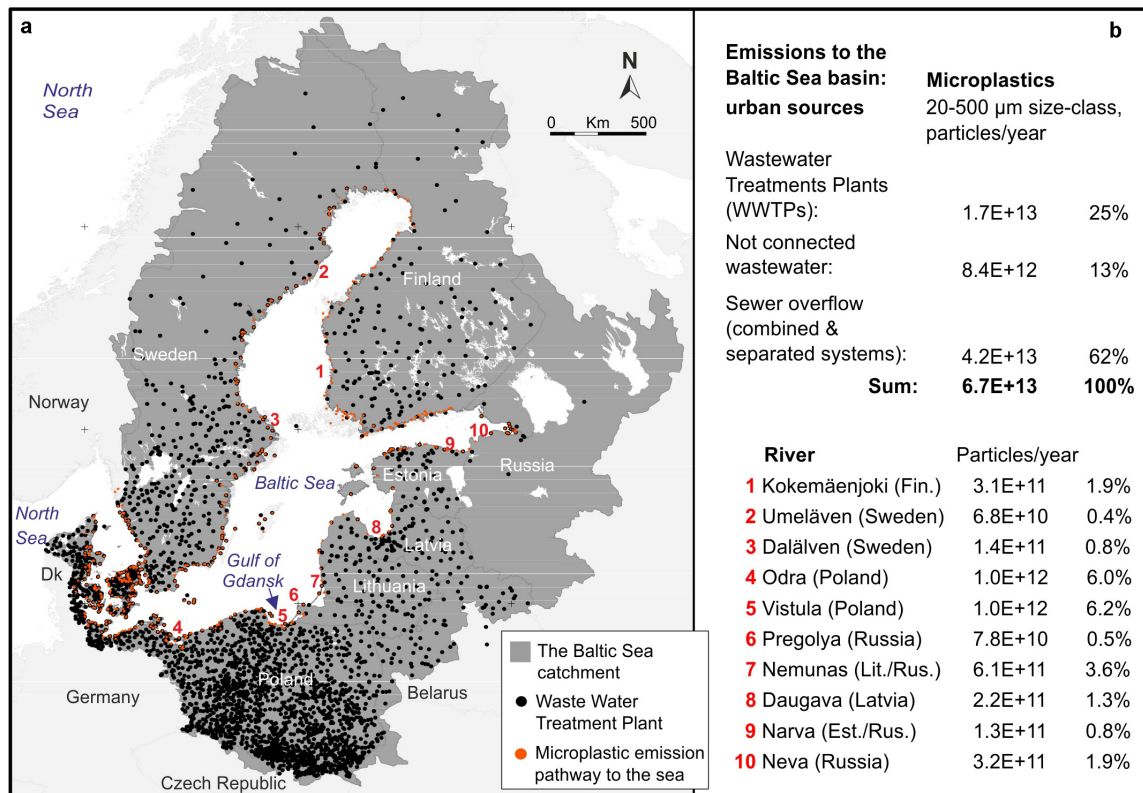 a
North
Sea
N
0 Km 500
2
Finland
Sweden
1
Norway
3
10
9
Russia
Estonia
Baltic Sea
North
Sea
8
Latvia
Gulf of
Gdansk
Dk
7
Lithuania
6
5
4
Poland
Germany
Belarus
Czech Republic
The Baltic Sea
catchment
Waste Water
Treatment Plant
Microplastic emission
pathway to the sea
b
Emissions to the
Baltic Sea basin:
urban sources
Microplastics
20-500 µm size-class,
particles/year
Wastewater
Treatments Plants
(WWTPs): 1.7E+13 25%
Not connected
wastewater: 8.4E+12 13%
Sewer overflow
(combined &
separated systems): 4.2E+13 62%
Sum: 6.7E+13 100%
River Particles/year
1 Kokemäenjoki (Fin.) 3.1E+11 1.9%
2 Umeläven (Sweden) 6.8E+10 0.4%
3 Dalälven (Sweden) 1.4E+11 0.8%
4 Odra (Poland) 1.0E+12 6.0%
5 Vistula (Poland) 1.0E+12 6.2%
6 Pregolya (Russia) 7.8E+10 0.5%
7 Nemunas (Lit./Rus.) 6.1E+11 3.6%
8 Daugava (Latvia) 2.2E+11 1.3%
9 Narva (Est./Rus.) 1.3E+11 0.8%
10 Neva (Russia) 3.2E+11 1.9%